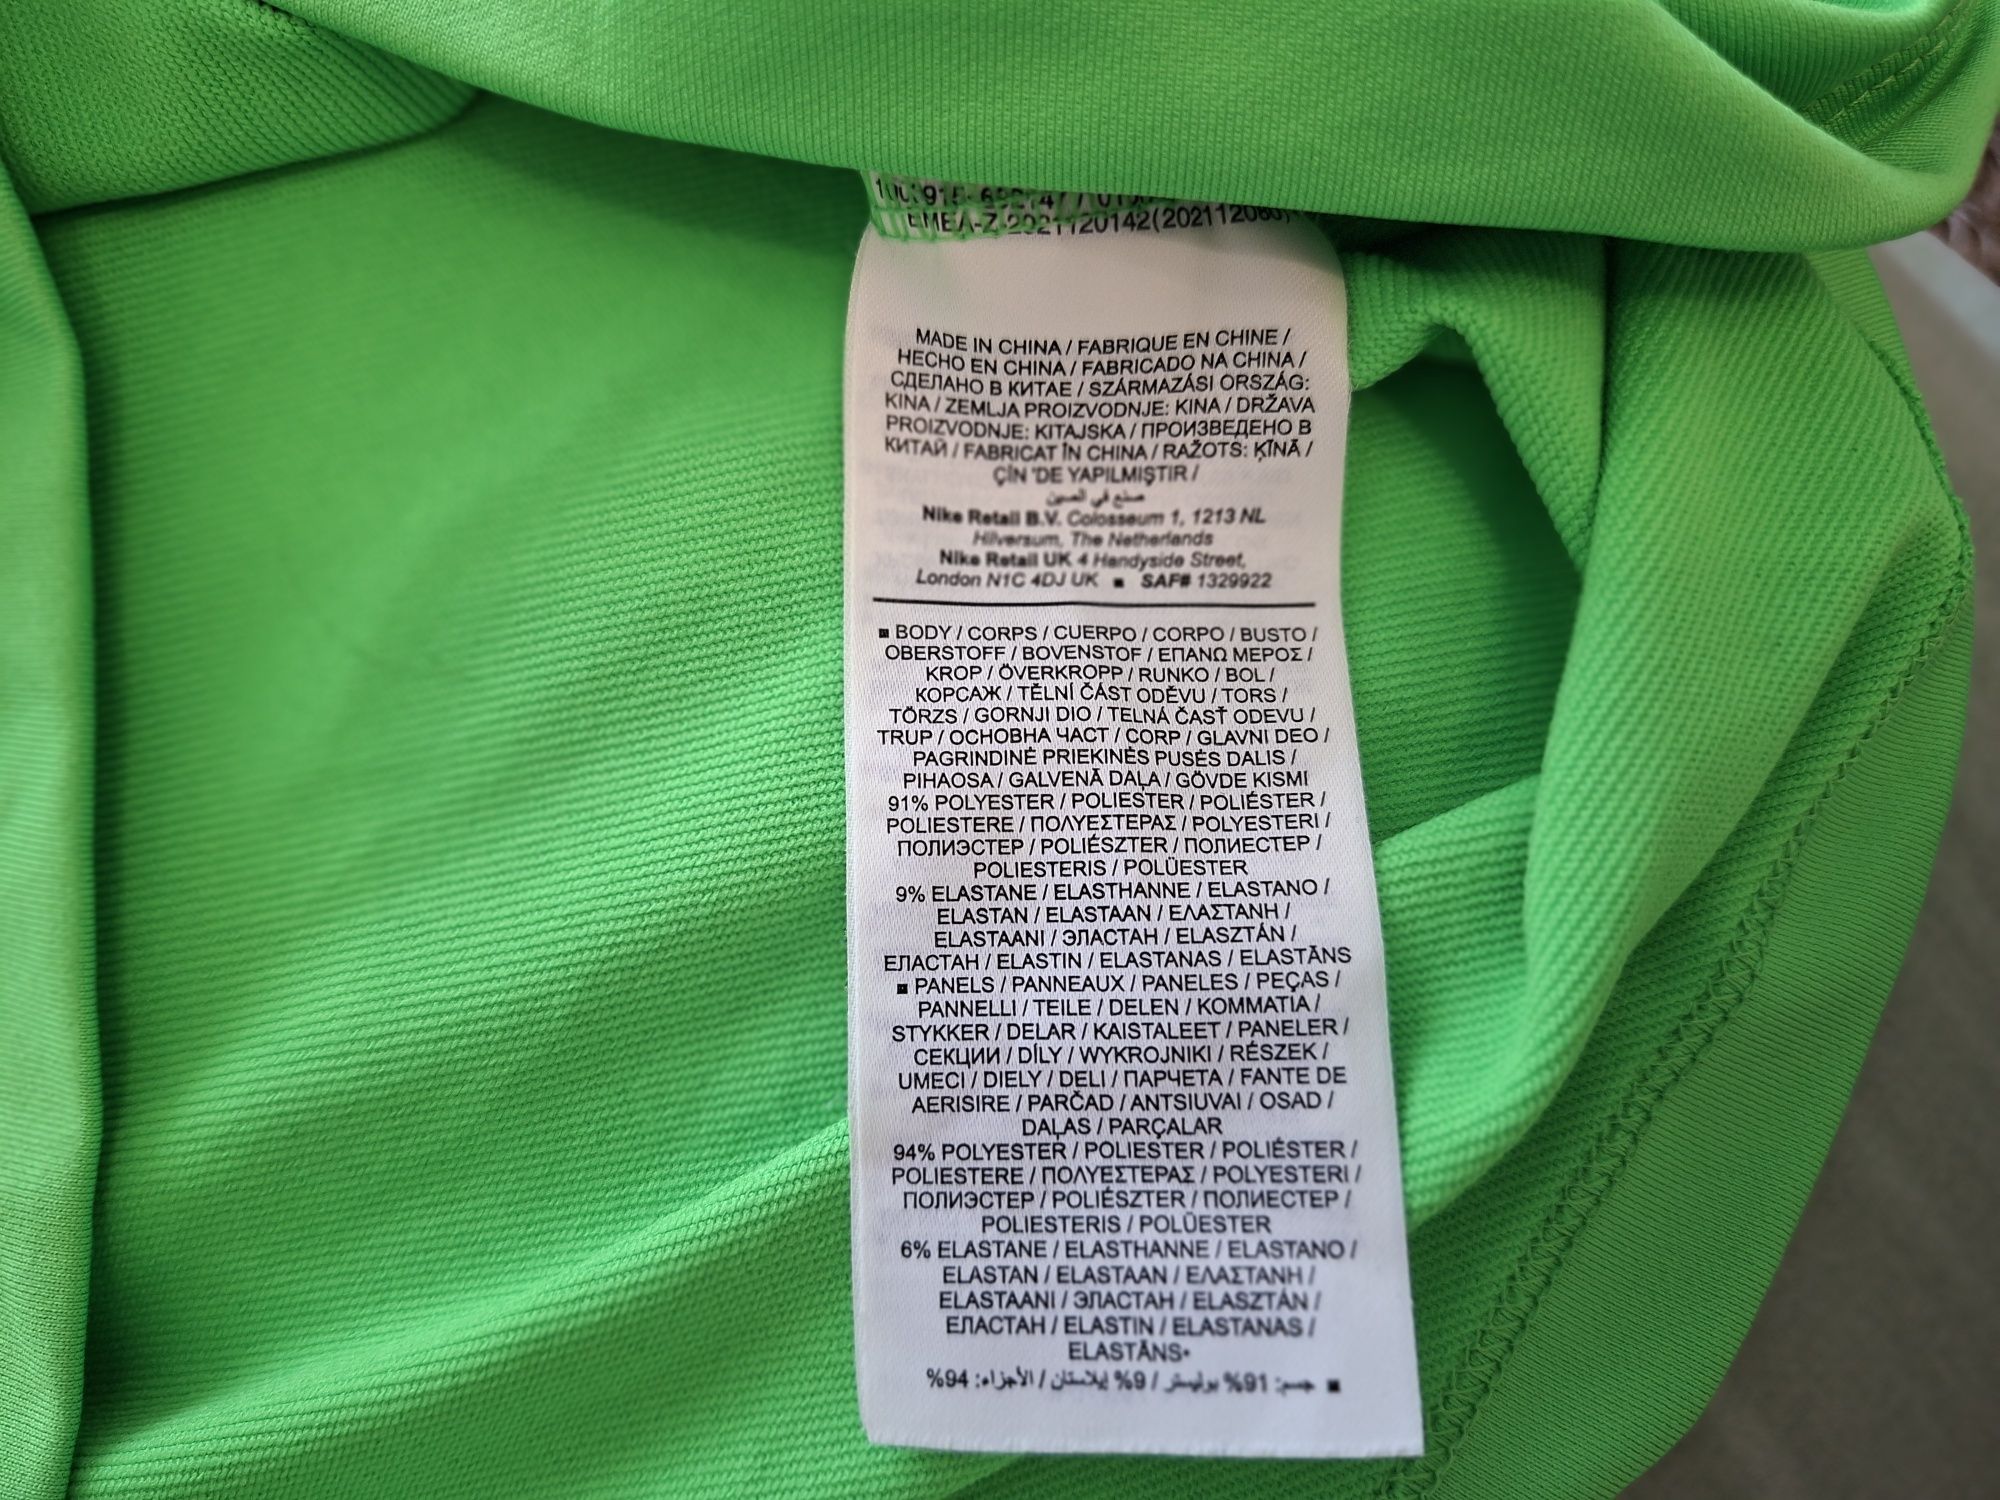 EMEA-Z-2021120142(202112080)
MADE IN CHINA / FABRIQUE EN CHINE /
HECHO EN CHINA / FABRICADO NA CHINA /
СДЕЛАНО В КИТАЕ / SZÁRMAZÁSI ORSZÁG:
KINA / ZEMLJA PROIZVODNJE: KINA / DRŽAVA
PROIZVODNJE: KITAJSKA / ПРОИЗВЕДЕНО В
КИТАЙ / FABRICAT ÎN CHINA / RAŽOTS: ĶĪNĀ /
ÇİN 'DE YAPILMIŞTIR /
صنع في الصين
Nike Retail B.V. Colosseum 1, 1213 NL
Hilversum, The Netherlands
Nike Retail UK 4 Handyside Street,
London N1C 4DJ UK ■ SAF# 1329922
■ BODY / CORPS / CUERPO / CORPO / BUSTO /
OBERSTOFF / BOVENSTOF / ΕΠΑΝΩ ΜΕΡΟΣ /
KROP / ÖVERKROPP / RUNKO / BOL /
КОРСАЖ / TĚLNÍ ČÁST ODĚVU / TORS /
TÖRZS / GORNJI DIO / TELNÁ ČASŤ ODEVU /
TRUP / ОСНОВНА ЧАСТ / CORP / GLAVNI DEO /
PAGRINDINĖ PRIEKINĖS PUSĖS DALIS /
PIHAOSA / GALVENĀ DAĻA / GÖVDE KISMI
91% POLYESTER / POLIESTER / POLIÉSTER /
POLIESTERE / ΠΟΛΥΕΣΤΕΡΑΣ / POLYESTERI /
ПОЛИЭСТЕР / POLIÉSZTER / ПОЛИЕСТЕР /
POLIESTERIS / POLÜESTER
9% ELASTANE / ELASTHANNE / ELASTANO /
ELASTAN / ELASTAAN / ΕΛΑΣΤΑΝΗ /
ELASTAANI / ЭЛАСТАН / ELASZTÁN /
ЕЛАСТАН / ELASTIN / ELASTANAS / ELASTĀNS
■ PANELS / PANNEAUX / PANELES / PEÇAS /
PANNELLI / TEILE / DELEN / KOMMATIA /
STYKKER / DELAR / KAISTALEET / PANELER /
СЕКЦИИ / DÍLY / WYKROJNIKI / RÉSZEK /
UMECI / DIELY / DELI / ПАРЧЕТА / FANTE DE
AERISIRE / PARČAD / ANTSIUVAI / OSAD /
DAĻAS / PARÇALAR
94% POLYESTER / POLIESTER / POLIÉSTER /
POLIESTERE / ΠΟΛΥΕΣΤΕΡΑΣ / POLYESTERI /
ПОЛИЭСТЕР / POLIÉSZTER / ПОЛИЕСТЕР /
POLIESTERIS / POLÜESTER
6% ELASTANE / ELASTHANNE / ELASTANO /
ELASTAN / ELASTAAN / ΕΛΑΣΤΑΝΗ /
ELASTAANI / ЭЛАСТАН / ELASZTÁN /
ЕЛАСТАН / ELASTIN / ELASTANAS /
ELASTĀNS•
■ جسم: 91% بوليستر / 9% إيلاستان / الأجزاء: 94%